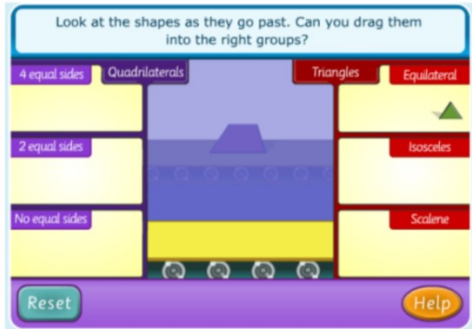 Look at the shapes as they go past. Can you drag them
into the right groups?
4 equal sides
Quadrilaterals
Triangles
Equilateral
2 equal sides
Isosceles
No equal sides
Scalene
Reset
Help